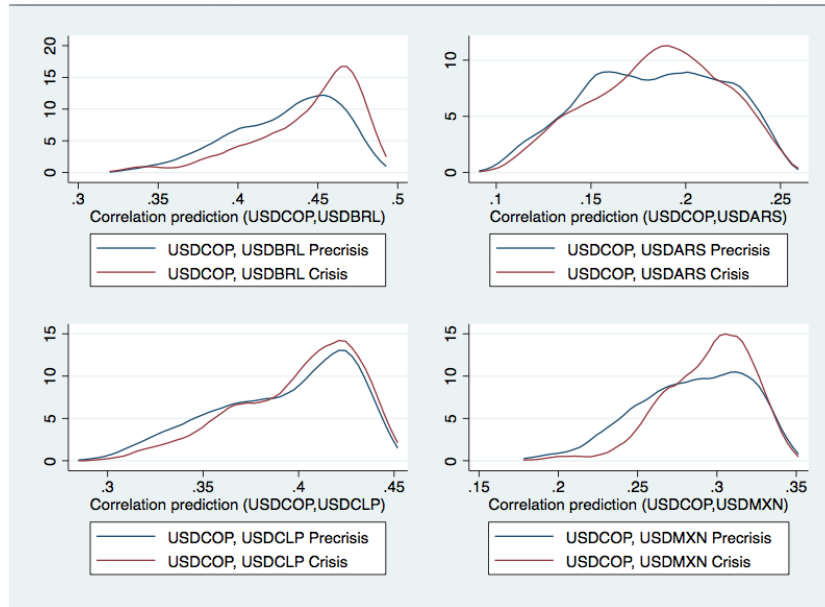 20
15
10
5
0
.3 .35 .4 .45 .5
Correlation prediction (USDCOP,USDBRL)
USDCOP, USDBRL Precrisis
USDCOP, USDBRL Crisis
10
5
0
.1 .15 .2 .25
Correlation prediction (USDCOP,USDARS)
USDCOP, USDARS Precrisis
USDCOP, USDARS Crisis
15
10
5
0
.3 .35 .4 .45
Correlation prediction (USDCOP,USDCLP)
USDCOP, USDCLP Precrisis
USDCOP, USDCLP Crisis
15
10
5
0
.15 .2 .25 .3 .35
Correlation prediction (USDCOP,USDMXN)
USDCOP, USDMXN Precrisis
USDCOP, USDMXN Crisis